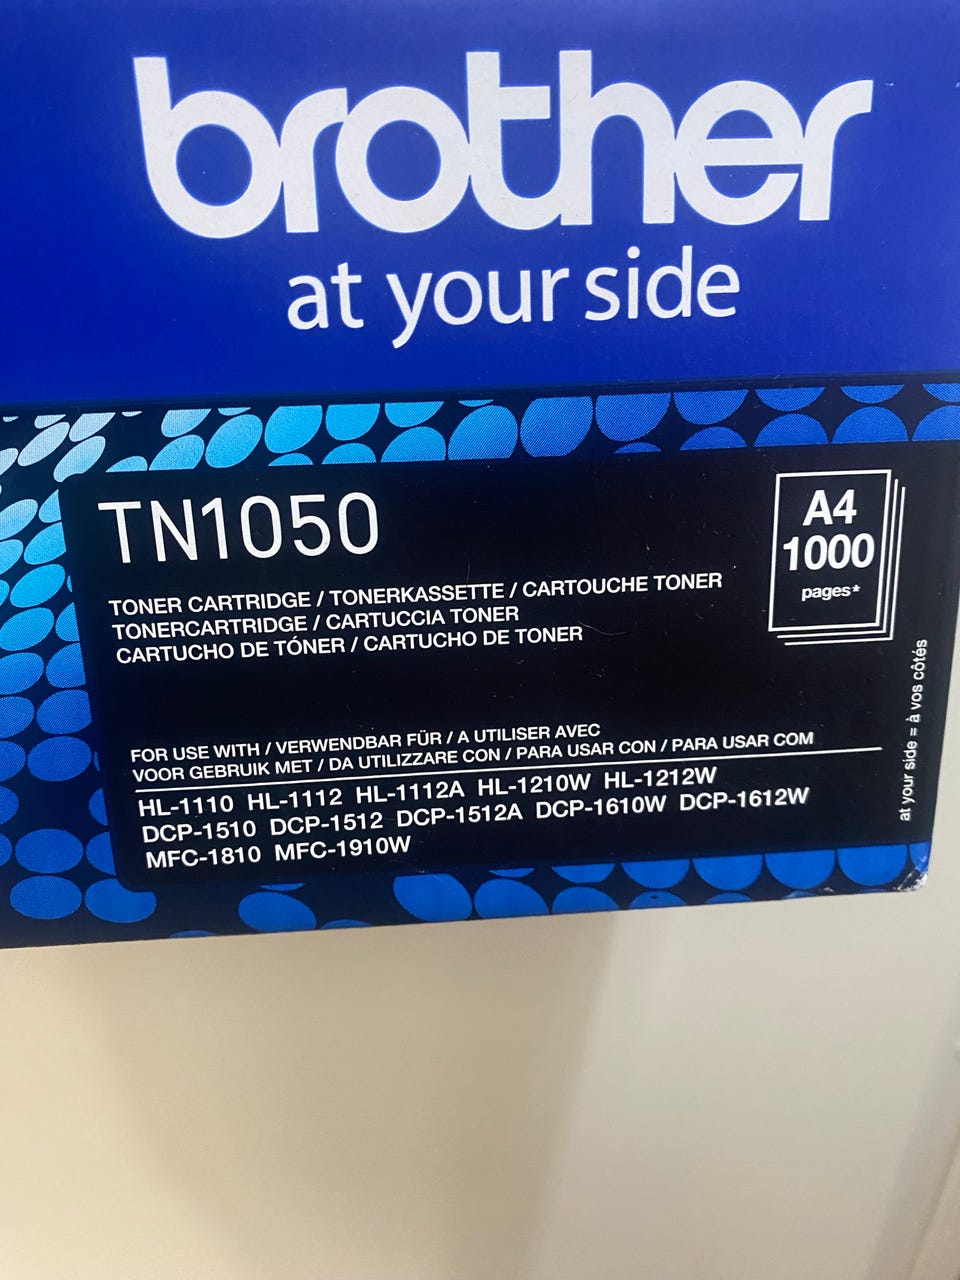 brother
at your side
TN1050
A4
1000
pages*
TONER CARTRIDGE / TONERKASSETTE / CARTOUCHE TONER
TONERCARTRIDGE / CARTUCCIA TONER
CARTUCHO DE TÓNER / CARTUCHO DE TONER
FOR USE WITH / VERWENDBAR FÜR / A UTILISER AVEC
VOOR GEBRUIK MET / DA UTILIZZARE CON / PARA USAR CON / PARA USAR COM
HL-1110 HL-1112 HL-1112A HL-1210W HL-1212W
DCP-1510 DCP-1512 DCP-1512A DCP-1610W DCP-1612W
MFC-1810 MFC-1910W
at your side = à vos côtés